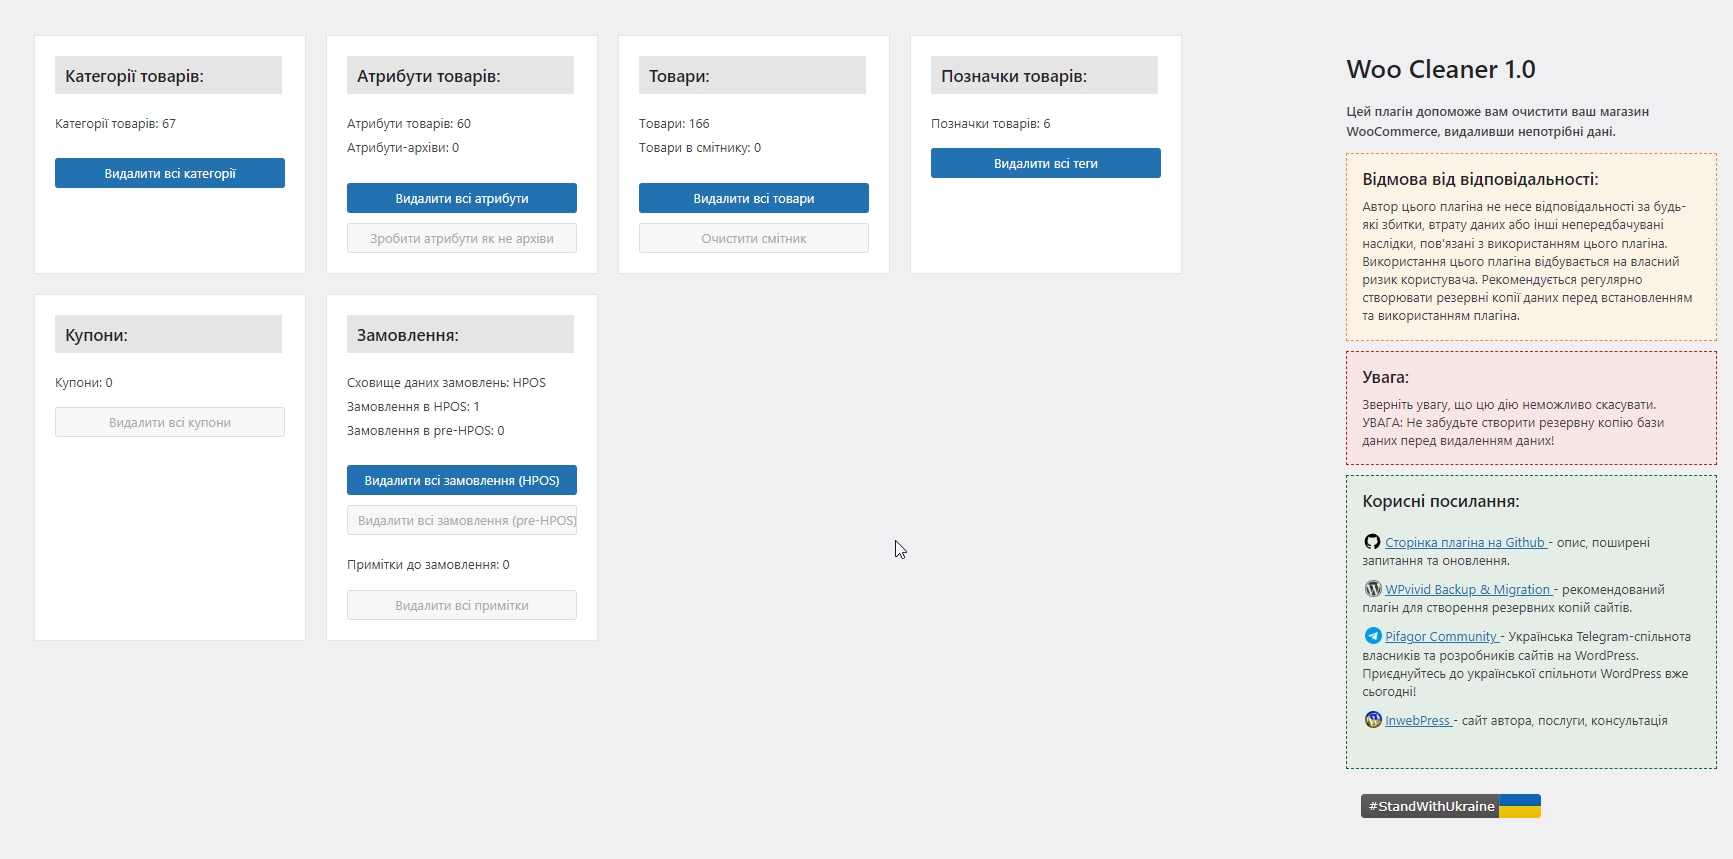 Категорії товарів:
Категорії товарів: 67
Видалити всі категорії
Атрибути товарів:
Атрибути товарів: 60
Атрибути-архіви: 0
Видалити всі атрибути
Зробити атрибути як не архіви
Товари:
Товари: 166
Товари в смітнику: 0
Видалити всі товари
Очистити смітник
Позначки товарів:
Позначки товарів: 6
Видалити всі теги
Купони:
Купони: 0
Видалити всі купони
Замовлення:
Сховище даних замовлень: HPOS
Замовлення в HPOS: 1
Замовлення в pre-HPOS: 0
Видалити всі замовлення (HPOS)
Видалити всі замовлення (pre-HPOS)
Примітки до замовлення: 0
Видалити всі примітки
Woo Cleaner 1.0
Цей плагін допоможе вам очистити ваш магазин
WooCommerce, видаливши непотрібні дані.
Відмова від відповідальності:
Автор цього плагіна не несе відповідальності за будь-
які збитки, втрату даних або інші непередбачувані
наслідки, пов'язані з використанням цього плагіна.
Використання цього плагіна відбувається на власний
ризик користувача. Рекомендується регулярно
створювати резервні копії даних перед встановленням
та використанням плагіна.
Увага:
Зверніть увагу, що цю дію неможливо скасувати.
УВАГА: Не забудьте створити резервну копію бази
даних перед видаленням даних!
Корисні посилання:
Сторінка плагіна на Github - опис, поширені
запитання та оновлення.
WPvivid Backup & Migration - рекомендований
плагін для створення резервних копій сайтів.
Pifagor Community - Українська Telegram-спільнота
власників та розробників сайтів на WordPress.
Приєднуйтесь до української спільноти WordPress вже
сьогодні!
InwebPress - сайт автора, послуги, консультація
#StandWithUkraine